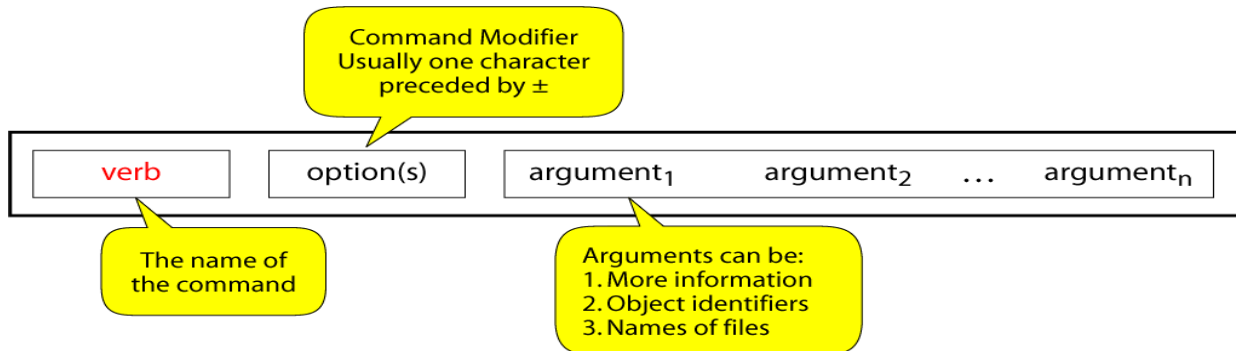 Command Modifier
Usually one character
preceded by ±
verb option(s) argument₁ argument₂ ... argumentₙ
The name of
the command
Arguments can be:
1. More information
2. Object identifiers
3. Names of files